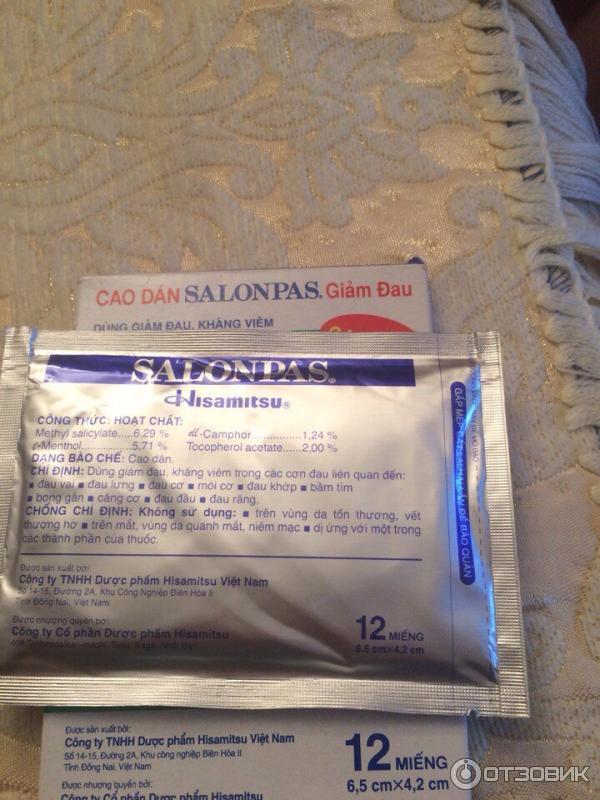 CAO DÁN SALONPAS® Giảm Đau
DÙNG GIẢM ĐAU, KHÁNG VIÊM
SALONPAS®
Hisamitsu®
CÔNG THỨC: HOẠT CHẤT:
Methyl salicylate.....6.29 % dl-Camphor..................1,24 %
ℓ-Menthol..................5,71 % Tocopherol acetate.....2,00 %
DẠNG BÀO CHẾ: Cao dán.
CHỈ ĐỊNH: Dùng giảm đau, kháng viêm trong các cơn đau liên quan đến:
■ đau vai ■ đau lưng ■ đau cơ ■ mỏi cơ ■ đau khớp ■ bầm tím
■ bong gân ■ căng cơ ■ đau đầu ■ đau răng.
CHỐNG CHỈ ĐỊNH: Không sử dụng: ■ trên vùng da tổn thương, vết
thương hở ■ trên mắt, vùng da quanh mắt, niêm mạc ■ dị ứng với một trong
các thành phần của thuốc.
Được sản xuất bởi:
Công ty TNHH Dược phẩm Hisamitsu Việt Nam
Số 14-15, Đường 2A, Khu Công Nghiệp Biên Hòa II
Tỉnh Đồng Nai, Việt Nam
Được nhượng quyền bởi:
Công ty Cổ phần Dược phẩm Hisamitsu
408 Tashirodaikan-machi, Tosu, Saga, Nhật Bản
12 MIẾNG
6.5 cm×4,2 cm
ĐỂ BẢO QUẢN
Được sản xuất bởi:
Công ty TNHH Dược phẩm Hisamitsu Việt Nam
Số 14-15, Đường 2A, Khu công nghiệp Biên Hòa II
Tỉnh Đồng Nai, Việt Nam
Được nhượng quyền bởi:
Công ty Cổ phần Dược phẩm Hisamitsu
12 MIẾNG
6,5 cm×4,2 cm
ОТЗОВИК